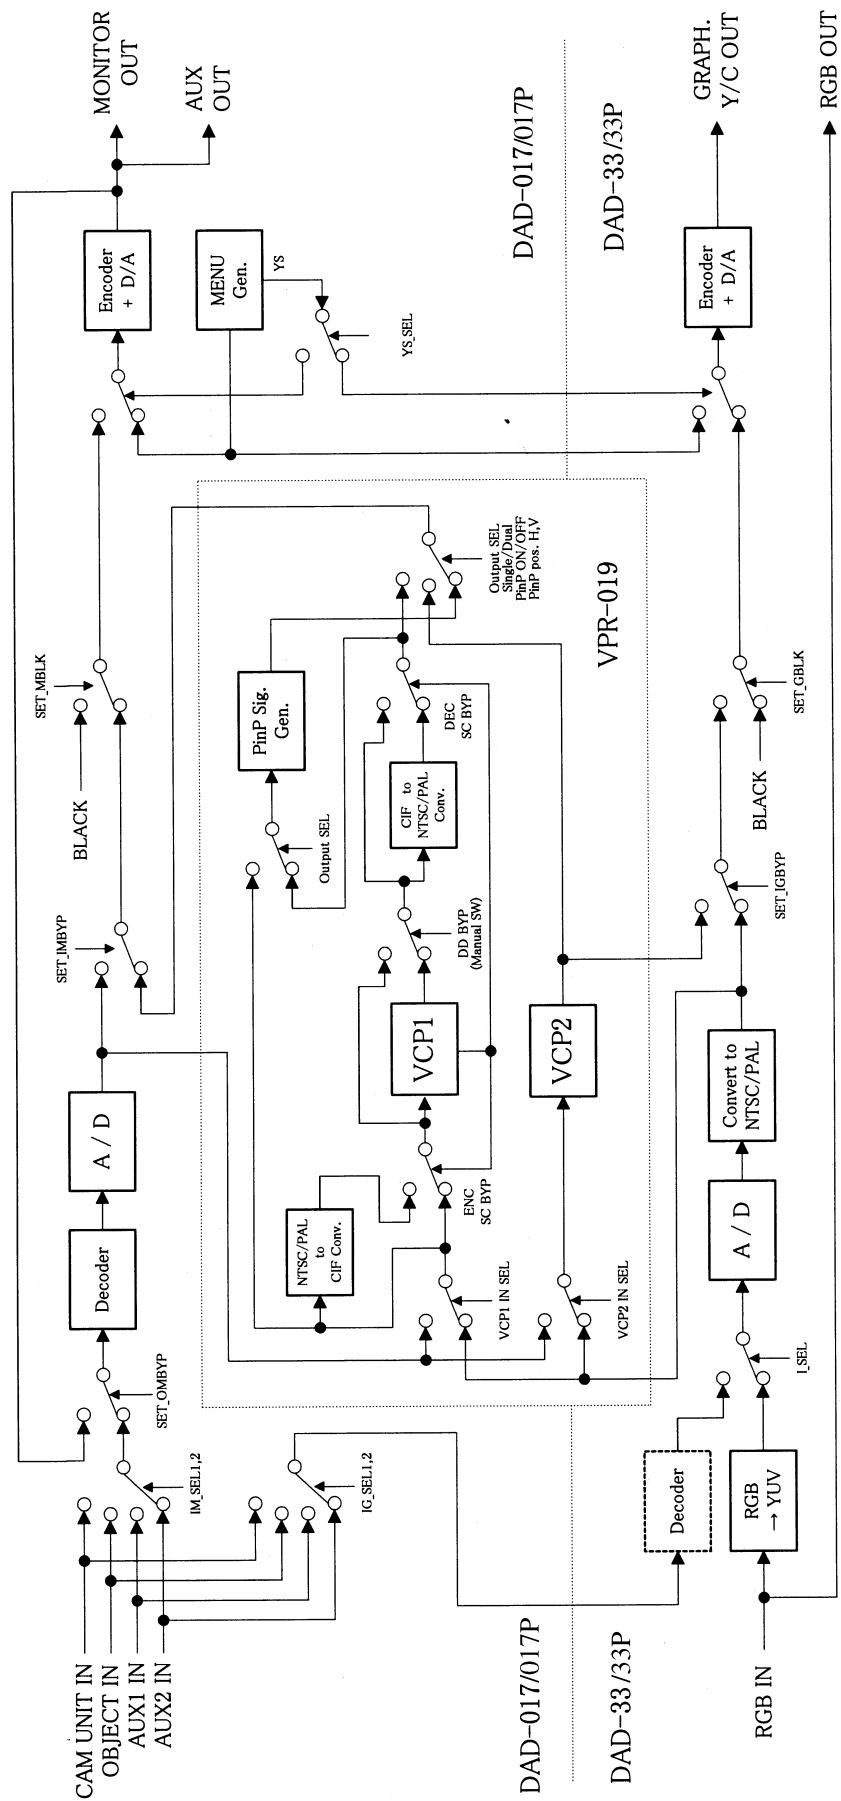 CAM UNIT IN
OBJECT IN
AUX1 IN
AUX2 IN
IM_SEL1,2
SET_OMBYP
Decoder
A / D
SET_IMBYP
BLACK
SET_MBLK
Encoder
+ D/A
MONITOR
OUT
AUX
OUT
MENU
Gen.
YS
YS_SEL
IG_SEL1,2
NTSC/PAL
to
CIF Conv.
VCP1 IN SEL
ENC
SC BYP
VCP1
DD BYP
(Manual SW)
Output SEL
PinP Sig.
Gen.
CIF to
NTSC/PAL
Conv.
DEC
SC BYP
Output SEL
Single/Dual
PinP ON/OFF
PinP pos. H,V
VCP2 IN SEL
VCP2
VPR-019
DAD-017/017P
DAD-33/33P
DAD-017/017P
DAD-33/33P
Decoder
RGB IN
RGB
→ YUV
I_SEL
A / D
Convert to
NTSC/PAL
SET_IGBYP
BLACK
SET_GBLK
Encoder
+ D/A
GRAPH.
Y/C OUT
RGB OUT